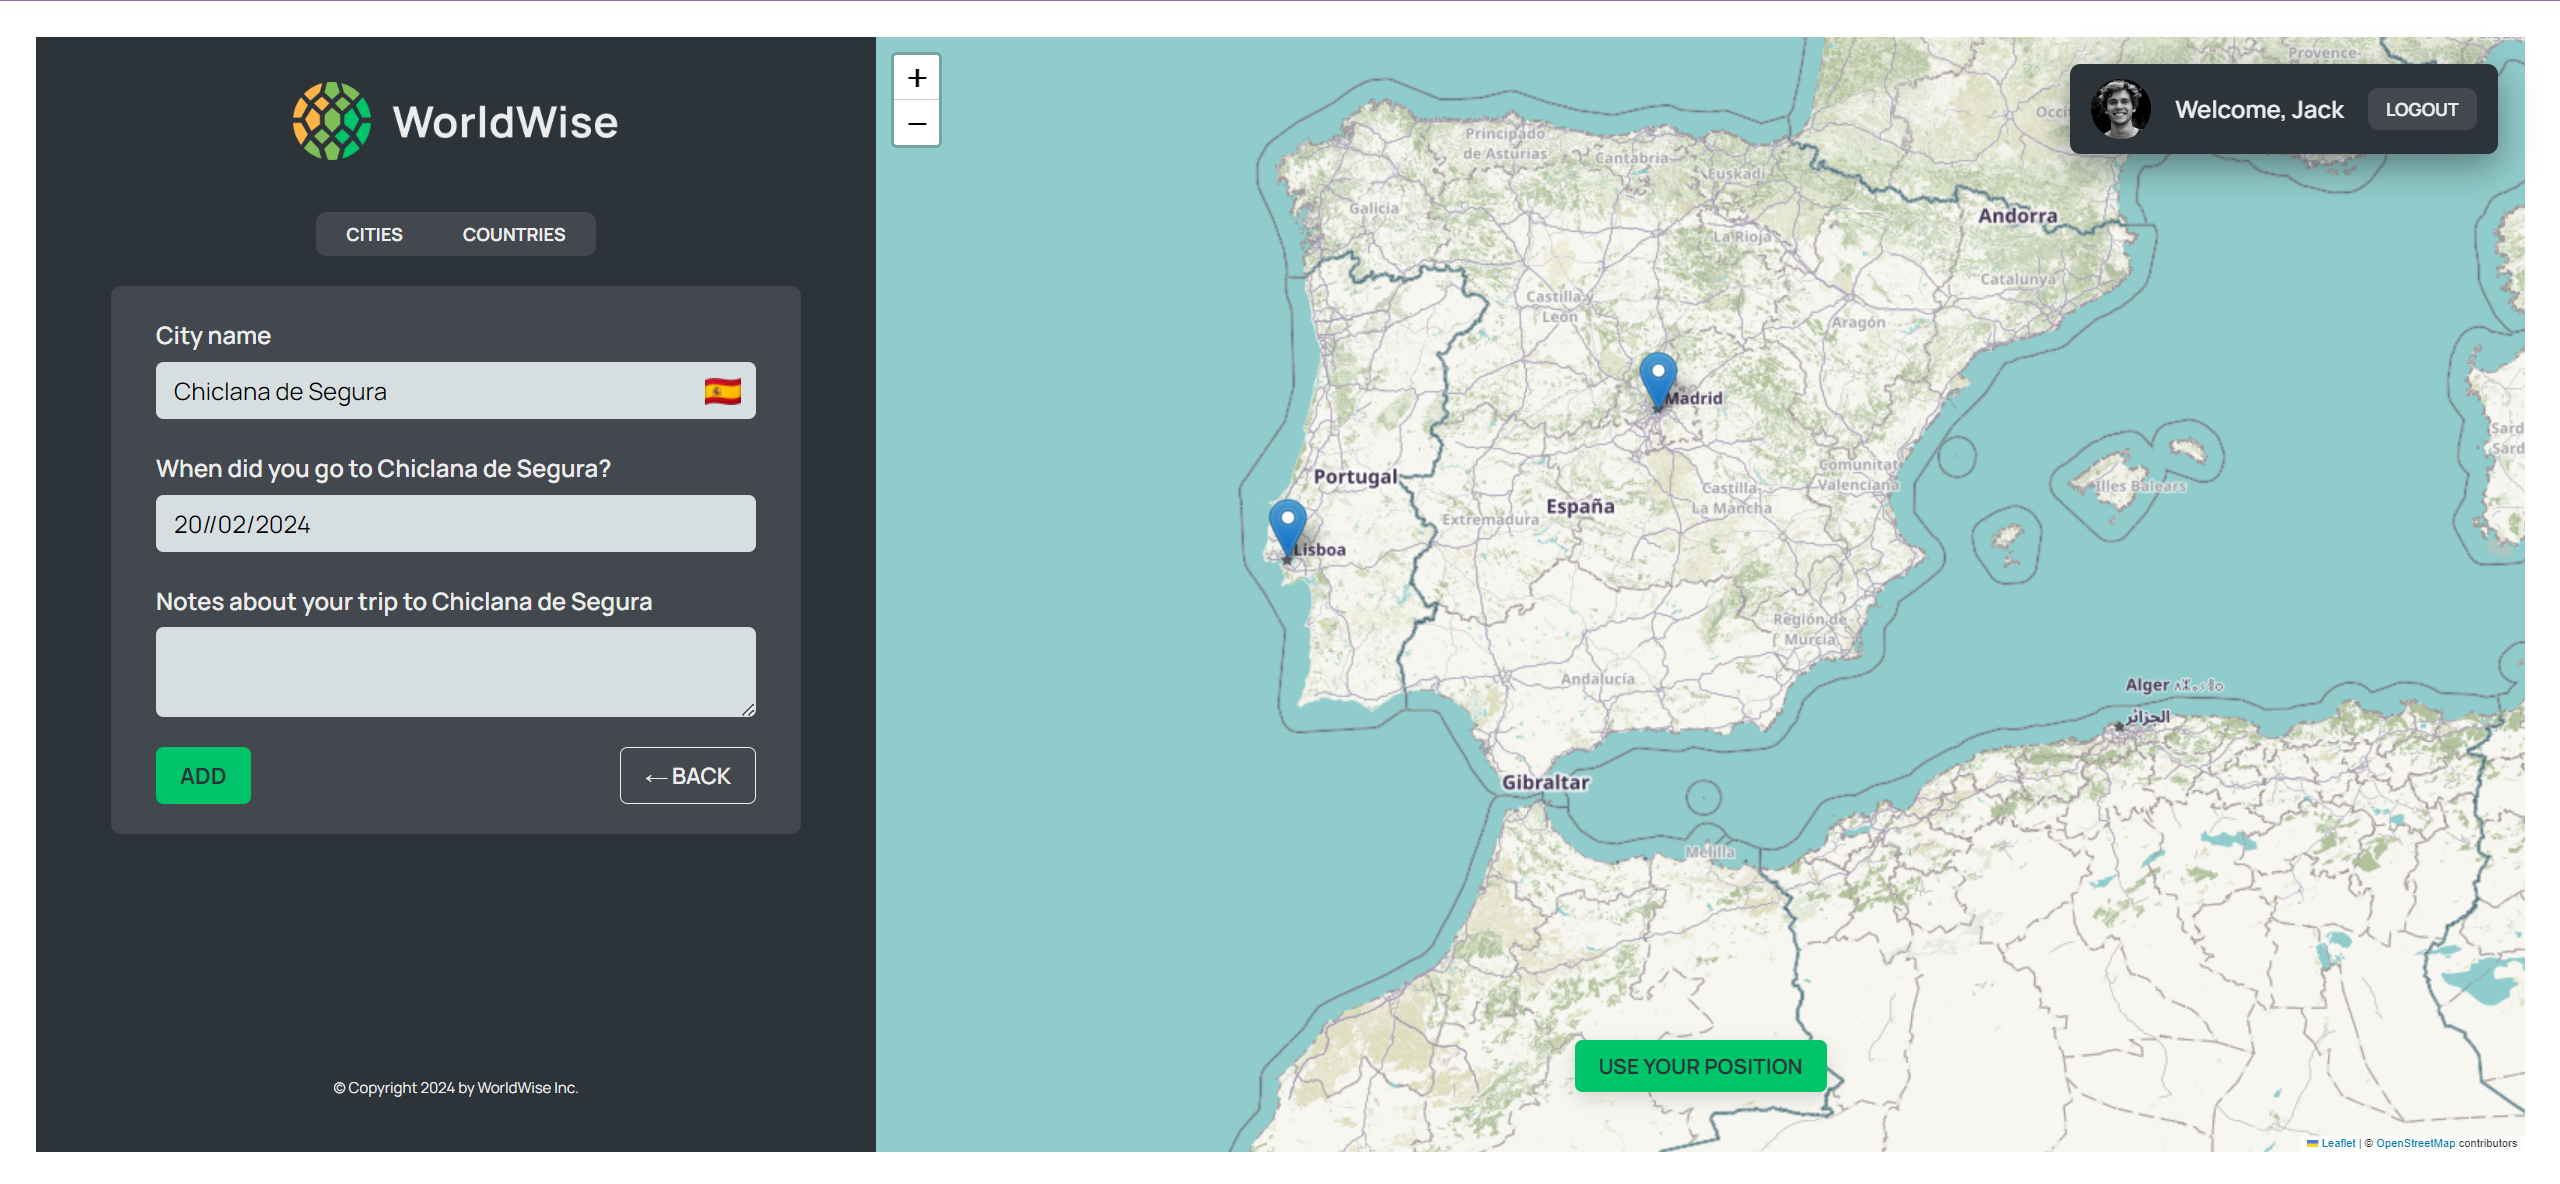 WorldWise
CITIES
COUNTRIES
City name
Chiclana de Segura
When did you go to Chiclana de Segura?
20//02/2024
Notes about your trip to Chiclana de Segura
ADD
← BACK
© Copyright 2024 by WorldWise Inc.
+
−
Welcome, Jack
LOGOUT
Provence-
Occi
Principado
de Asturias
Cantabria
Euskadi
Galicia
Andorra
La Rioja
Catalunya
Castilla y
León
Aragón
Madrid
Sard
Sard
Portugal
Comunitat
Valenciana
Castilla-
La Mancha
Illes Balears
España
Extremadura
Lisboa
Región de
Murcia
Andalucía
Alger
الجزائر
Gibraltar
Melilla
USE YOUR POSITION
Leaflet | © OpenStreetMap contributors